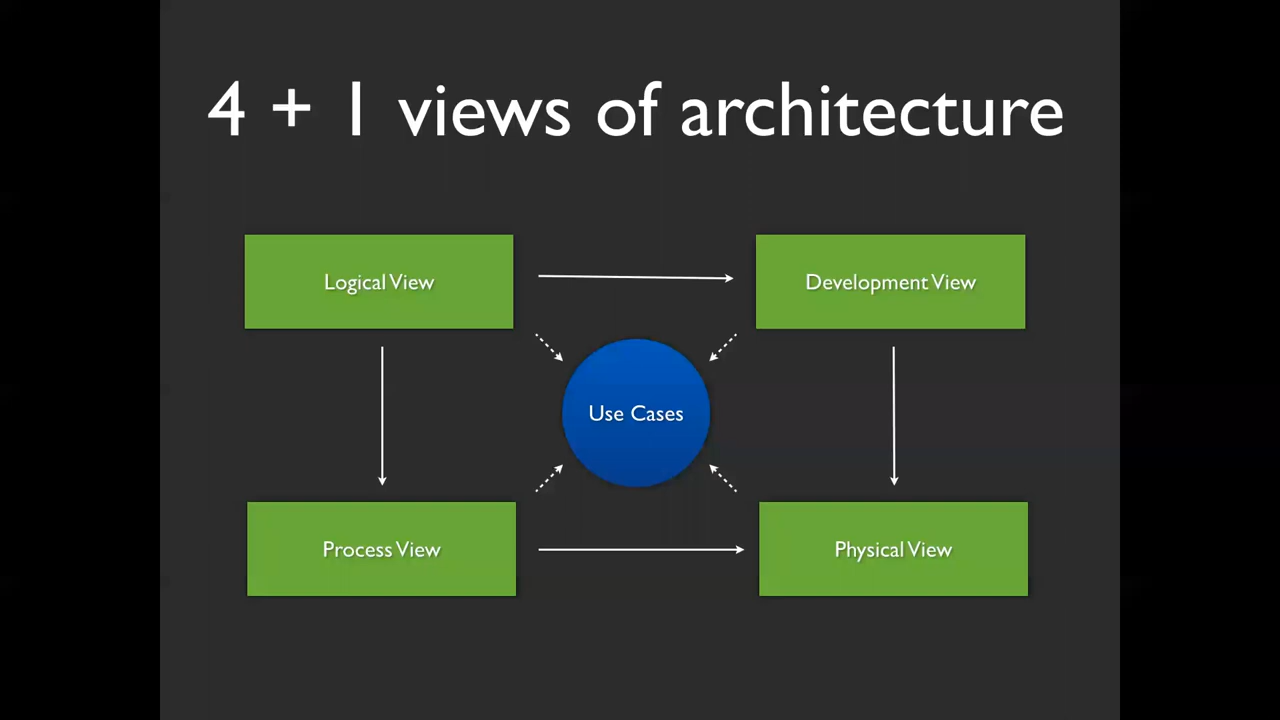 4 + 1 views of architecture
Logical View
Development View
Use Cases
Process View
Physical View